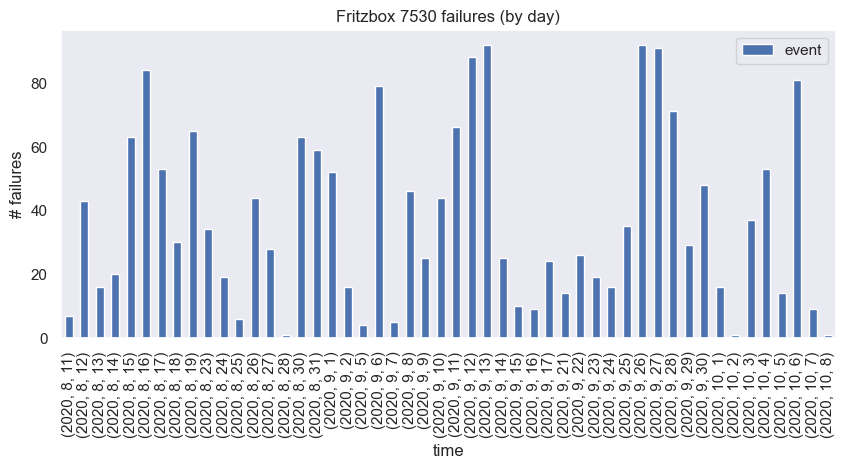 Fritzbox 7530 failures (by day)
event
# failures
80
60
40
20
0
(2020, 8, 11)
(2020, 8, 12)
(2020, 8, 13)
(2020, 8, 14)
(2020, 8, 15)
(2020, 8, 16)
(2020, 8, 17)
(2020, 8, 18)
(2020, 8, 19)
(2020, 8, 23)
(2020, 8, 24)
(2020, 8, 25)
(2020, 8, 26)
(2020, 8, 27)
(2020, 8, 28)
(2020, 8, 30)
(2020, 8, 31)
(2020, 9, 1)
(2020, 9, 2)
(2020, 9, 5)
(2020, 9, 6)
(2020, 9, 7)
(2020, 9, 8)
(2020, 9, 9)
(2020, 9, 10)
(2020, 9, 11)
(2020, 9, 12)
(2020, 9, 13)
(2020, 9, 14)
(2020, 9, 15)
(2020, 9, 16)
(2020, 9, 17)
(2020, 9, 21)
(2020, 9, 22)
(2020, 9, 23)
(2020, 9, 24)
(2020, 9, 25)
(2020, 9, 26)
(2020, 9, 27)
(2020, 9, 28)
(2020, 9, 29)
(2020, 9, 30)
(2020, 10, 1)
(2020, 10, 2)
(2020, 10, 3)
(2020, 10, 4)
(2020, 10, 5)
(2020, 10, 6)
(2020, 10, 7)
(2020, 10, 8)
time